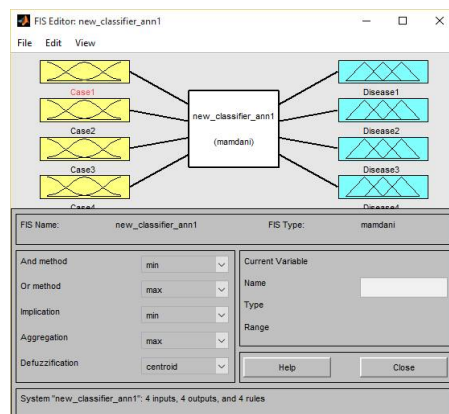 FIS Editor: new_classifier_ann1
File Edit View
Case1
Case2
Case3
Case4
new_classifier_ann1
(mamdani)
Disease1
Disease2
Disease3
Disease4
FIS Name: new_classifier_ann1 FIS Type: mamdani
And method min
Or method max
Implication min
Aggregation max
Defuzzification centroid
Current Variable
Name
Type
Range
Help Close
System "new_classifier_ann1": 4 inputs, 4 outputs, and 4 rules